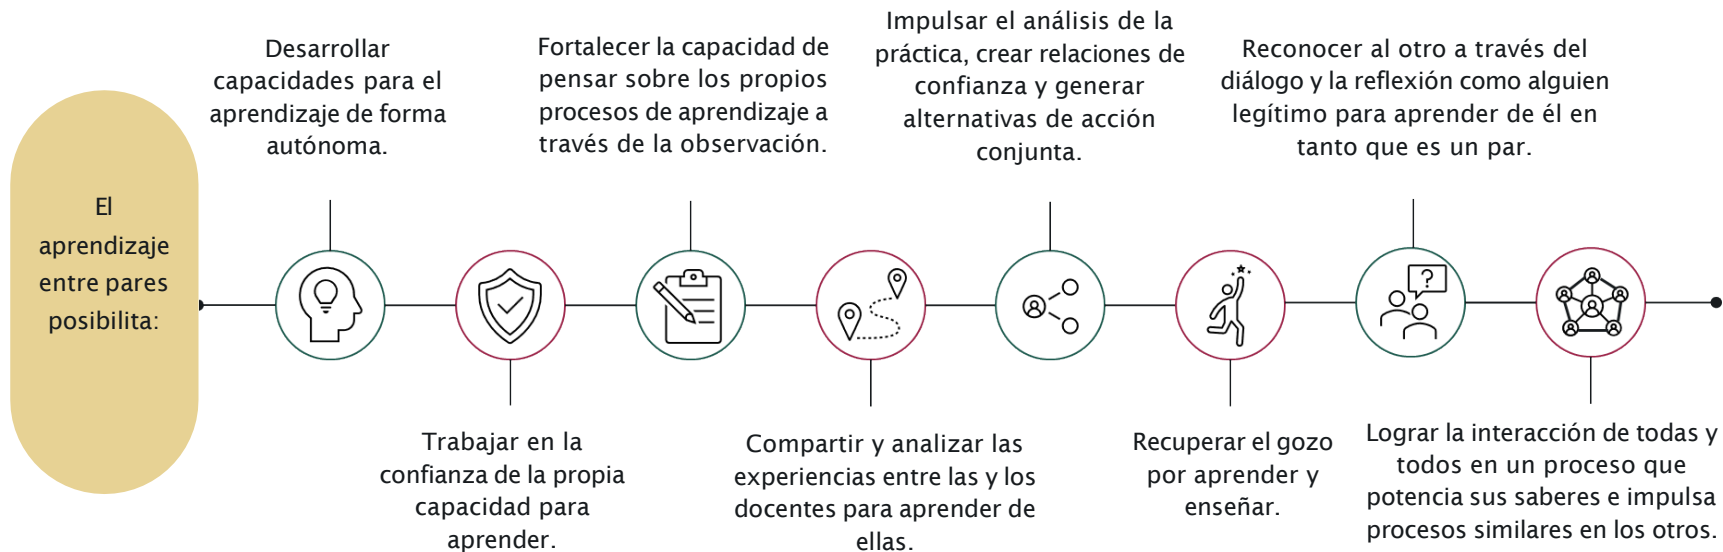 El
aprendizaje
entre pares
posibilita:
Desarrollar
capacidades para el
aprendizaje de forma
autónoma.
Trabajar en la
confianza de la propia
capacidad para
aprender.
Fortalecer la capacidad de
pensar sobre los propios
procesos de aprendizaje a
través de la observación.
Compartir y analizar las
experiencias entre las y los
docentes para aprender de
ellas.
Impulsar el análisis de la
práctica, crear relaciones de
confianza y generar
alternativas de acción
conjunta.
Recuperar el gozo
por aprender y
enseñar.
Reconocer al otro a través del
diálogo y la reflexión como alguien
legítimo para aprender de él en
tanto que es un par.
?
Lograr la interacción de todas y
todos en un proceso que
potencia sus saberes e impulsa
procesos similares en los otros.